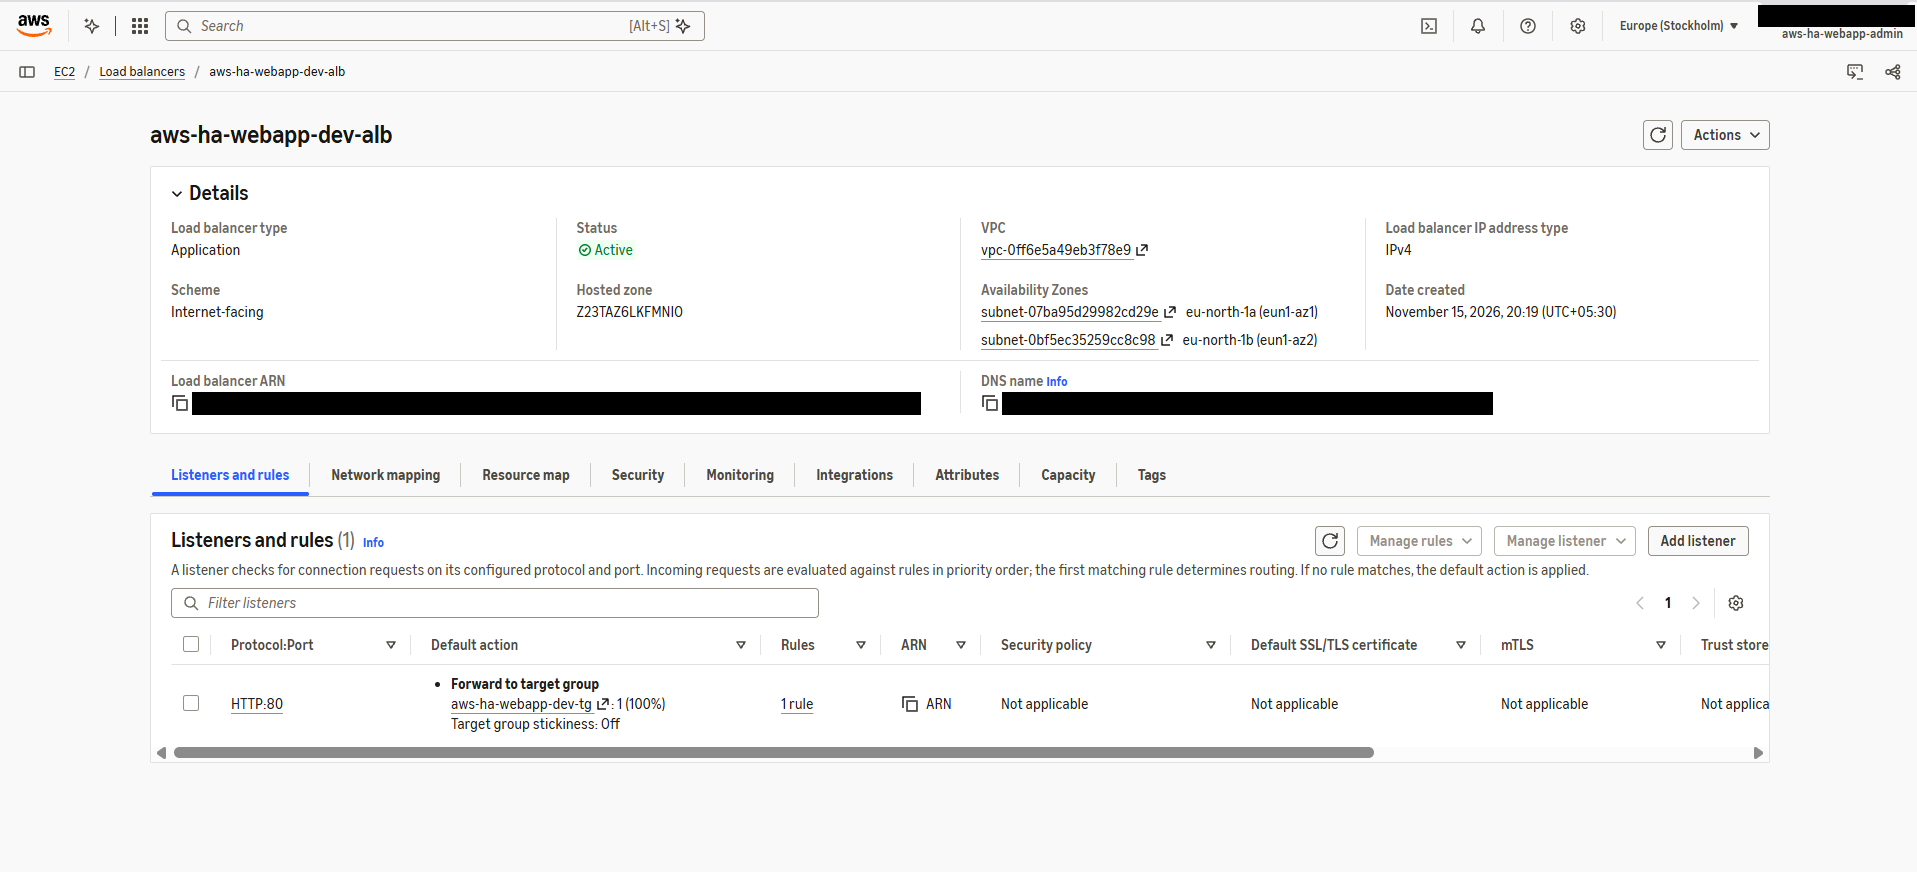 aws
Search [Alt+S]
Europe (Stockholm)
aws-ha-webapp-admin
EC2 / Load balancers / aws-ha-webapp-dev-alb
aws-ha-webapp-dev-alb
Actions
Details
Load balancer type
Application
Status
Active
VPC
vpc-0ff6e5a49eb3f78e9
Load balancer IP address type
IPv4
Scheme
Internet-facing
Hosted zone
Z23TAZ6LKFMNIO
Availability Zones
subnet-07ba95d29982cd29e eu-north-1a (eun1-az1)
subnet-0bf5ec35259cc8c98 eu-north-1b (eun1-az2)
Date created
November 15, 2026, 20:19 (UTC+05:30)
Load balancer ARN
DNS name Info
Listeners and rules Network mapping Resource map Security Monitoring Integrations Attributes Capacity Tags
Listeners and rules (1) Info
Manage rules Manage listener Add listener
A listener checks for connection requests on its configured protocol and port. Incoming requests are evaluated against rules in priority order; the first matching rule determines routing. If no rule matches, the default action is applied.
Filter listeners
1
Protocol:Port Default action Rules ARN Security policy Default SSL/TLS certificate mTLS Trust store
HTTP:80
• Forward to target group
aws-ha-webapp-dev-tg : 1 (100%)
Target group stickiness: Off
1 rule
ARN
Not applicable
Not applicable
Not applicable
Not applica